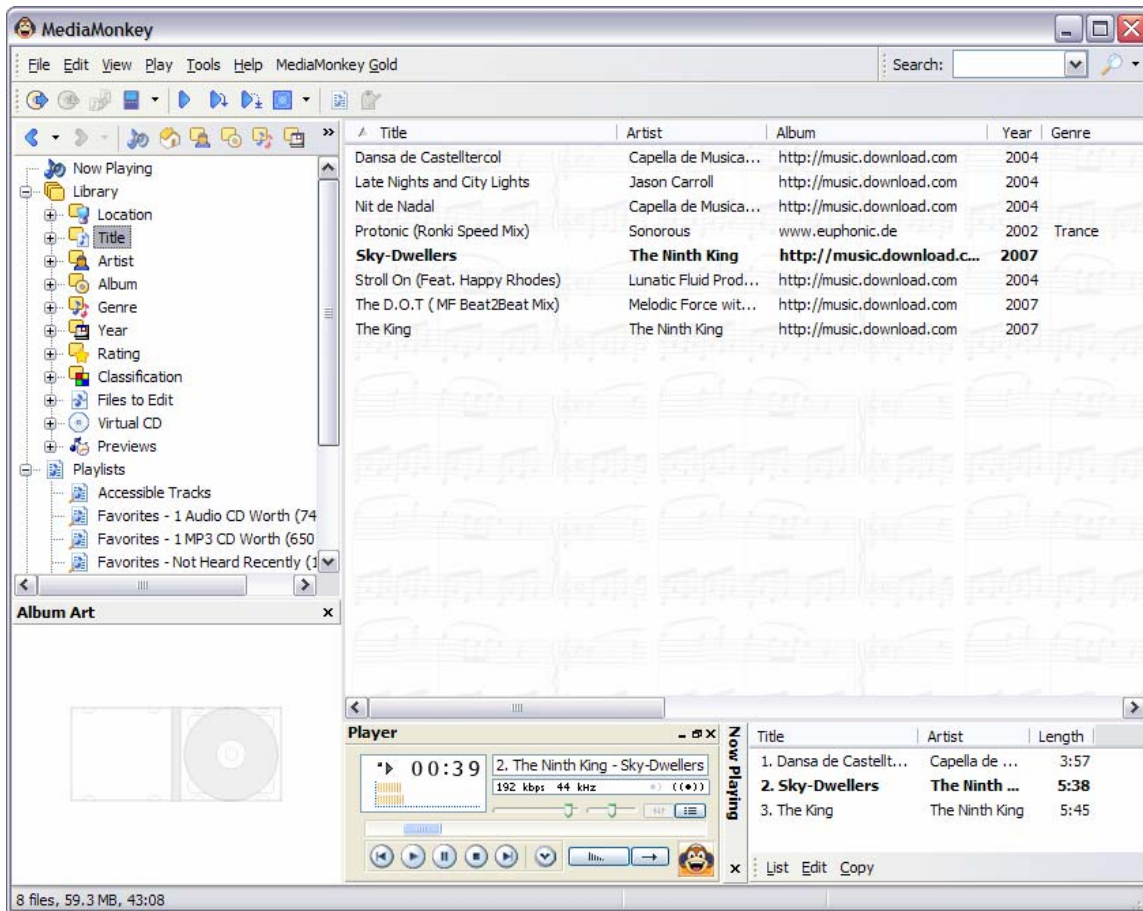 MediaMonkey
File Edit View Play Tools Help MediaMonkey Gold Search:
»
Now Playing
Library
Location
Title
Artist
Album
Genre
Year
Rating
Classification
Files to Edit
Virtual CD
Previews
Playlists
Accessible Tracks
Favorites - 1 Audio CD Worth (74
Favorites - 1 MP3 CD Worth (650
Favorites - Not Heard Recently (1
Album Art x
Title Artist Album Year Genre
Dansa de Castelltercol Capella de Musica... http://music.download.com 2004
Late Nights and City Lights Jason Carroll http://music.download.com 2004
Nit de Nadal Capella de Musica... http://music.download.com 2004
Protonic (Ronki Speed Mix) Sonorous www.euphonic.de 2002 Trance
Sky-Dwellers The Ninth King http://music.download.c... 2007
Stroll On (Feat. Happy Rhodes) Lunatic Fluid Prod... http://music.download.com 2004
The D.O.T ( MF Beat2Beat Mix) Melodic Force wit... http://music.download.com 2007
The King The Ninth King http://music.download.com 2007
Player
00:39 2. The Ninth King - Sky-Dwellers
192 kbps 44 kHz
Now Playing
Title Artist Length
1. Dansa de Castellt... Capella de ... 3:57
2. Sky-Dwellers The Ninth ... 5:38
3. The King The Ninth King 5:45
x List Edit Copy
8 files, 59.3 MB, 43:08